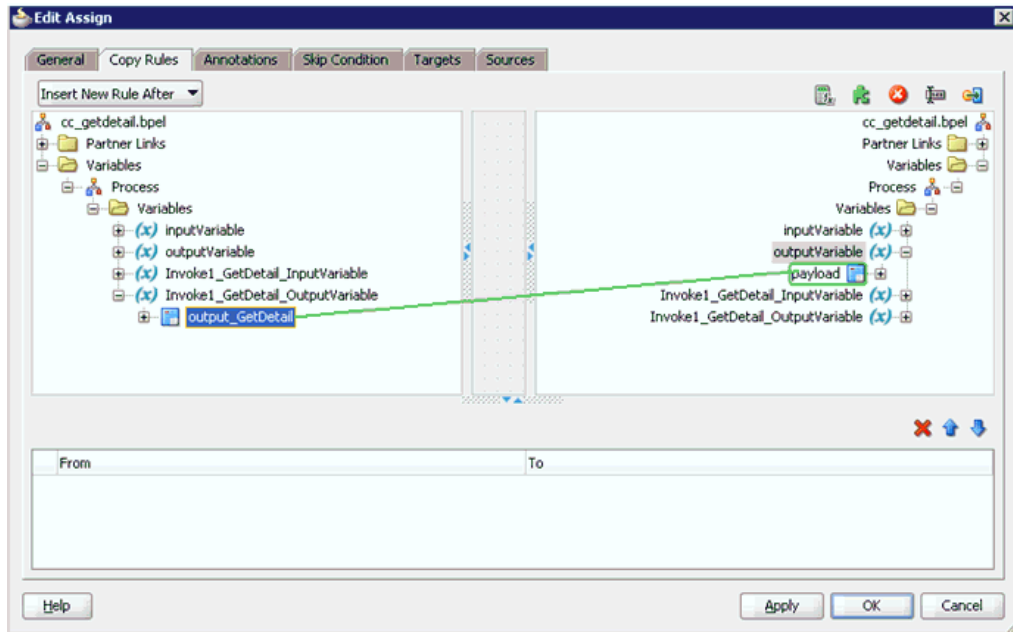 Edit Assign
General Copy Rules Annotations Skip Condition Targets Sources
Insert New Rule After
cc_getdetail.bpel
Partner Links
Variables
Process
Variables
(x) inputVariable
(x) outputVariable
(x) Invoke1_GetDetail_InputVariable
(x) Invoke1_GetDetail_OutputVariable
output_GetDetail
cc_getdetail.bpel
Partner Links
Variables
Process
Variables
inputVariable (x)
outputVariable (x)
payload
Invoke1_GetDetail_InputVariable (x)
Invoke1_GetDetail_OutputVariable (x)
From To
Help Apply OK Cancel